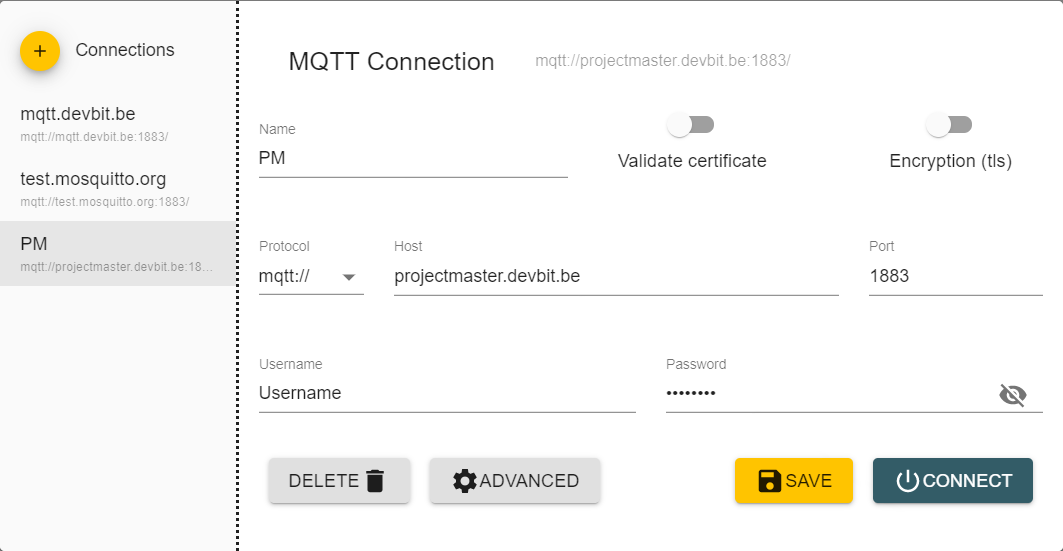 Connections
mqtt.devbit.be
mqtt://mqtt.devbit.be:1883/
test.mosquitto.org
mqtt://test.mosquitto.org:1883/
PM
mqtt://projectmaster.devbit.be:18...
MQTT Connection mqtt://projectmaster.devbit.be:1883/
Name
PM
Validate certificate
Encryption (tls)
Protocol Host Port
mqtt:// projectmaster.devbit.be 1883
Username Password
Username ••••••••
DELETE ADVANCED SAVE CONNECT